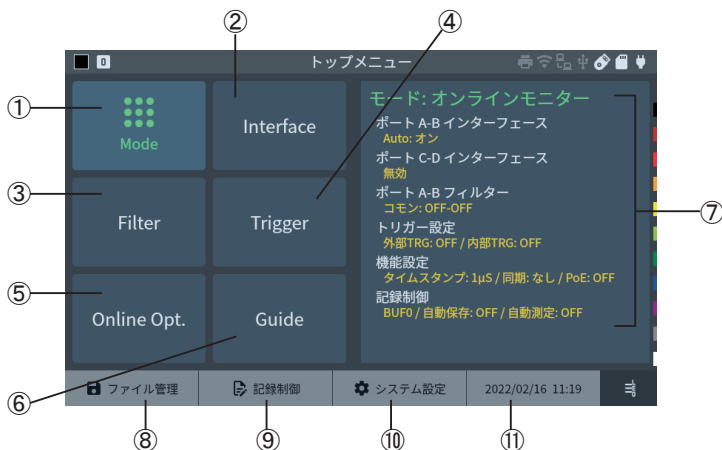 ② ④
0 トップメニュー
①
Mode
Interface
③
Filter
Trigger
⑤
Online Opt.
Guide
⑥
モード: オンラインモニター
ポート A-B インターフェース
Auto: オン
ポート C-D インターフェース
無効
ポート A-B フィルター
コモン: OFF-OFF
トリガー設定
外部TRG: OFF / 内部TRG: OFF
機能設定
タイムスタンプ: 1μS / 同期: なし / PoE: OFF
記録制御
BUF0 / 自動保存: OFF / 自動測定: OFF
⑦
ファイル管理 記録制御 システム設定 2022/02/16 11:19
⑧ ⑨ ⑩ ⑪